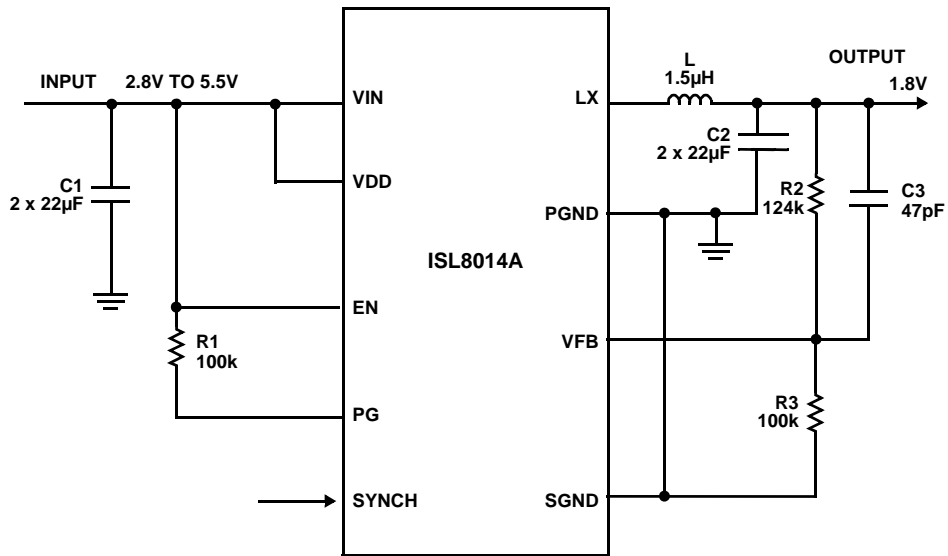 INPUT 2.8V TO 5.5V
VIN
LX
L
1.5µH
OUTPUT
1.8V
C1
2 x 22µF
VDD
C2
2 x 22µF
R2
124k
C3
47pF
PGND
ISL8014A
EN
VFB
R1
100k
PG
R3
100k
SYNCH
SGND